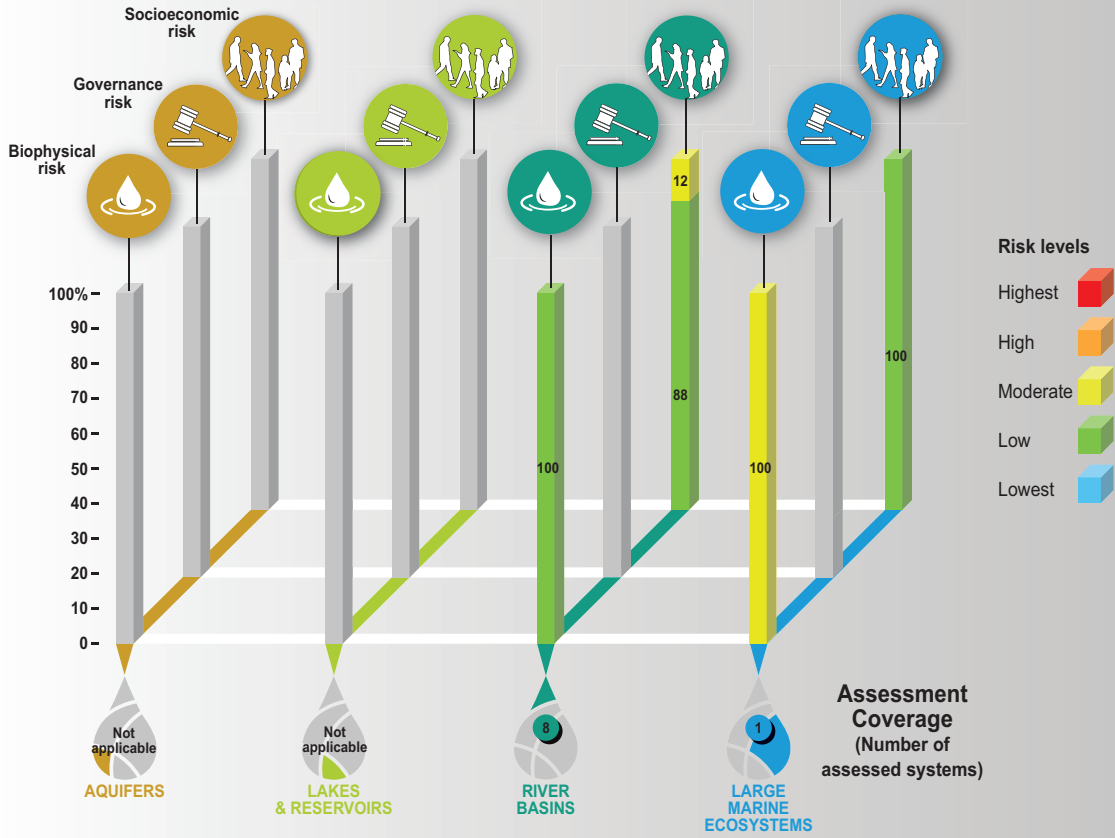 Socioeconomic
risk
Governance
risk
Biophysical
risk
12
100%
90
80
70
60
50
40
30
20
10
0
100
88
100
100
Risk levels
Highest
High
Moderate
Low
Lowest
Not
applicable
AQUIFERS
Not
applicable
LAKES
& RESERVOIRS
8
RIVER
BASINS
1
LARGE
MARINE
ECOSYSTEMS
Assessment
Coverage
(Number of
assessed systems)